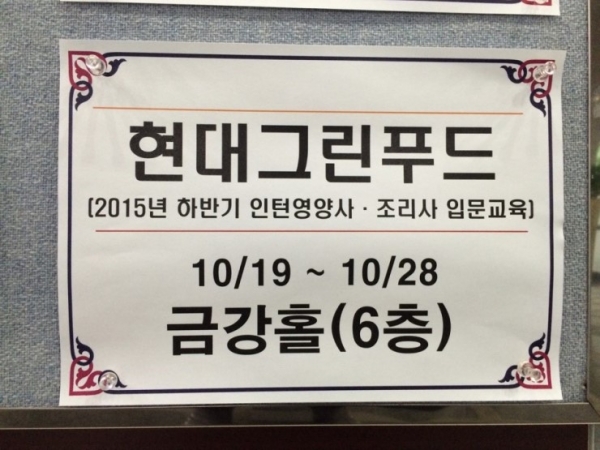 현대그린푸드
(2015년 하반기 인턴영양사 · 조리사 입문교육)
10/19 ~ 10/28
금강홀(6층)